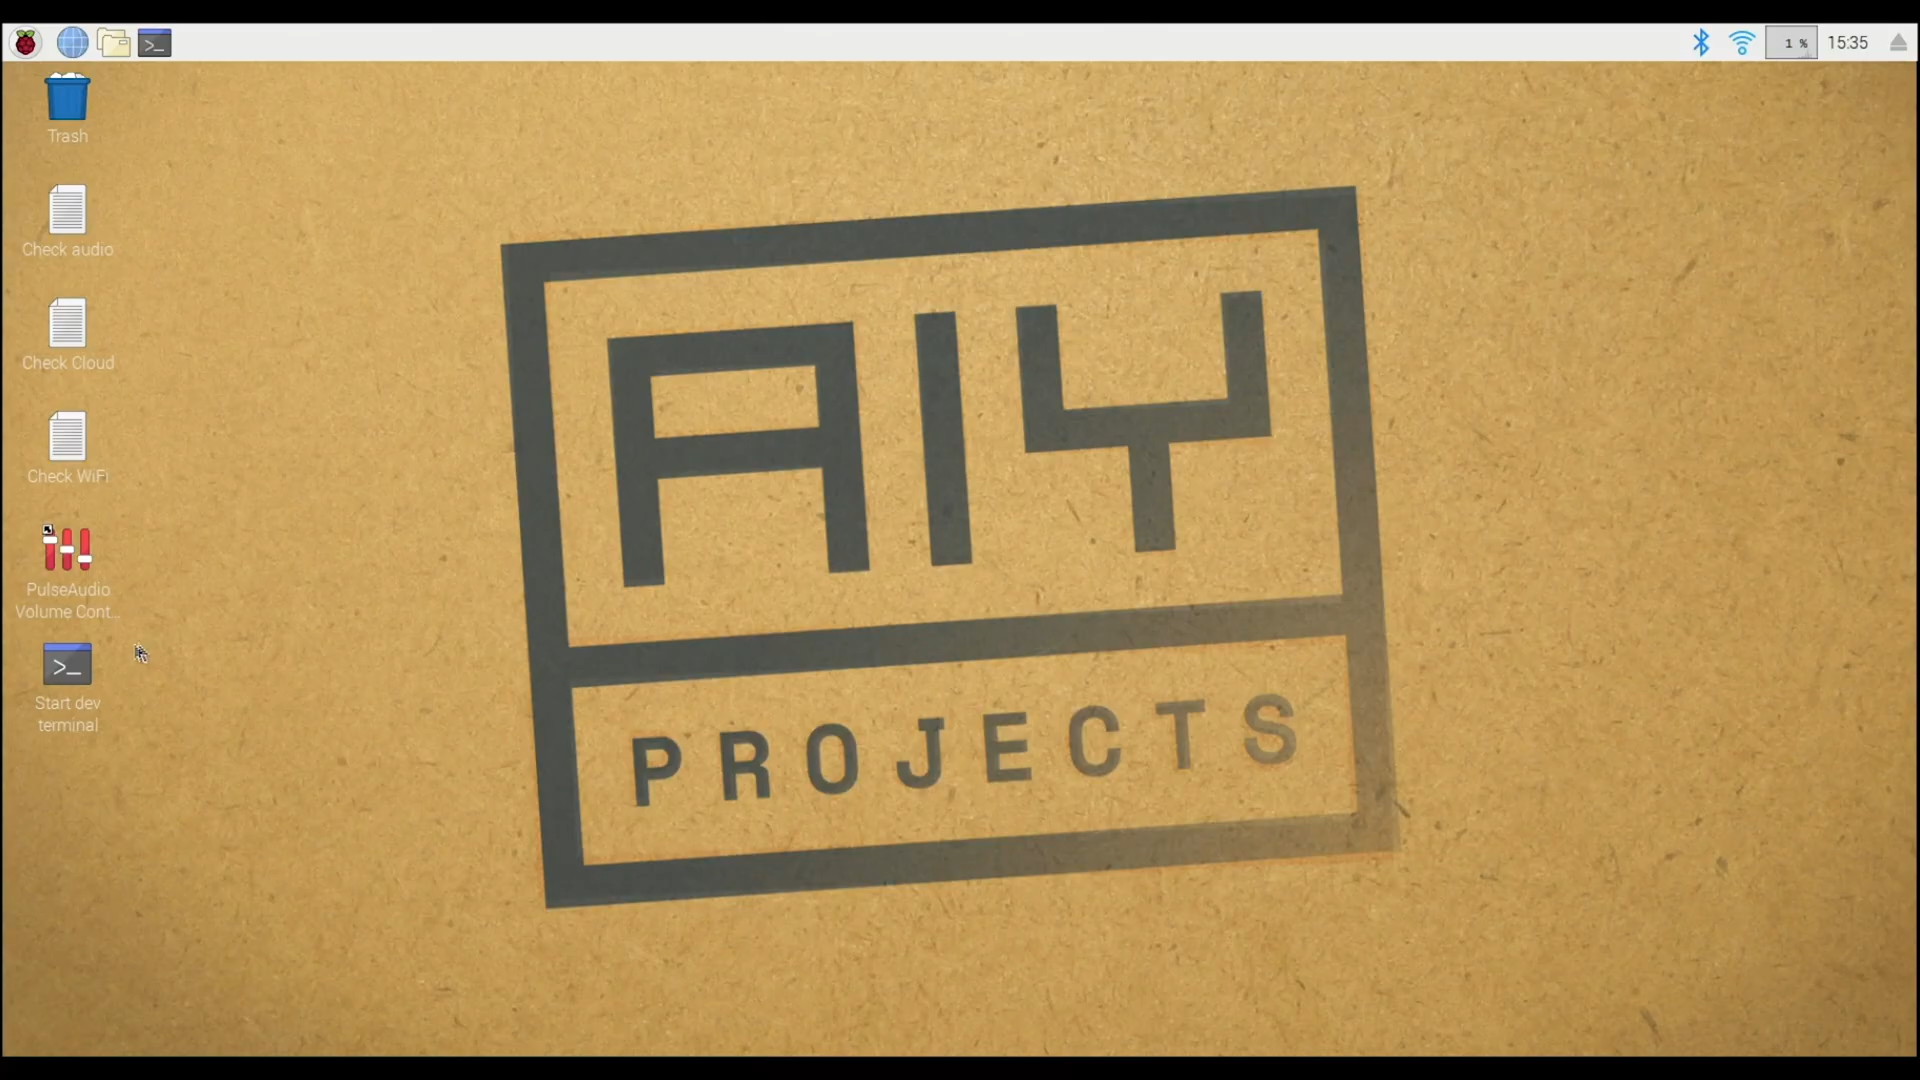 1 %
15:35
Trash
Check audio
Check Cloud
Check WiFi
PulseAudio
Volume Cont...
Start dev
terminal
AIY
PROJECTS